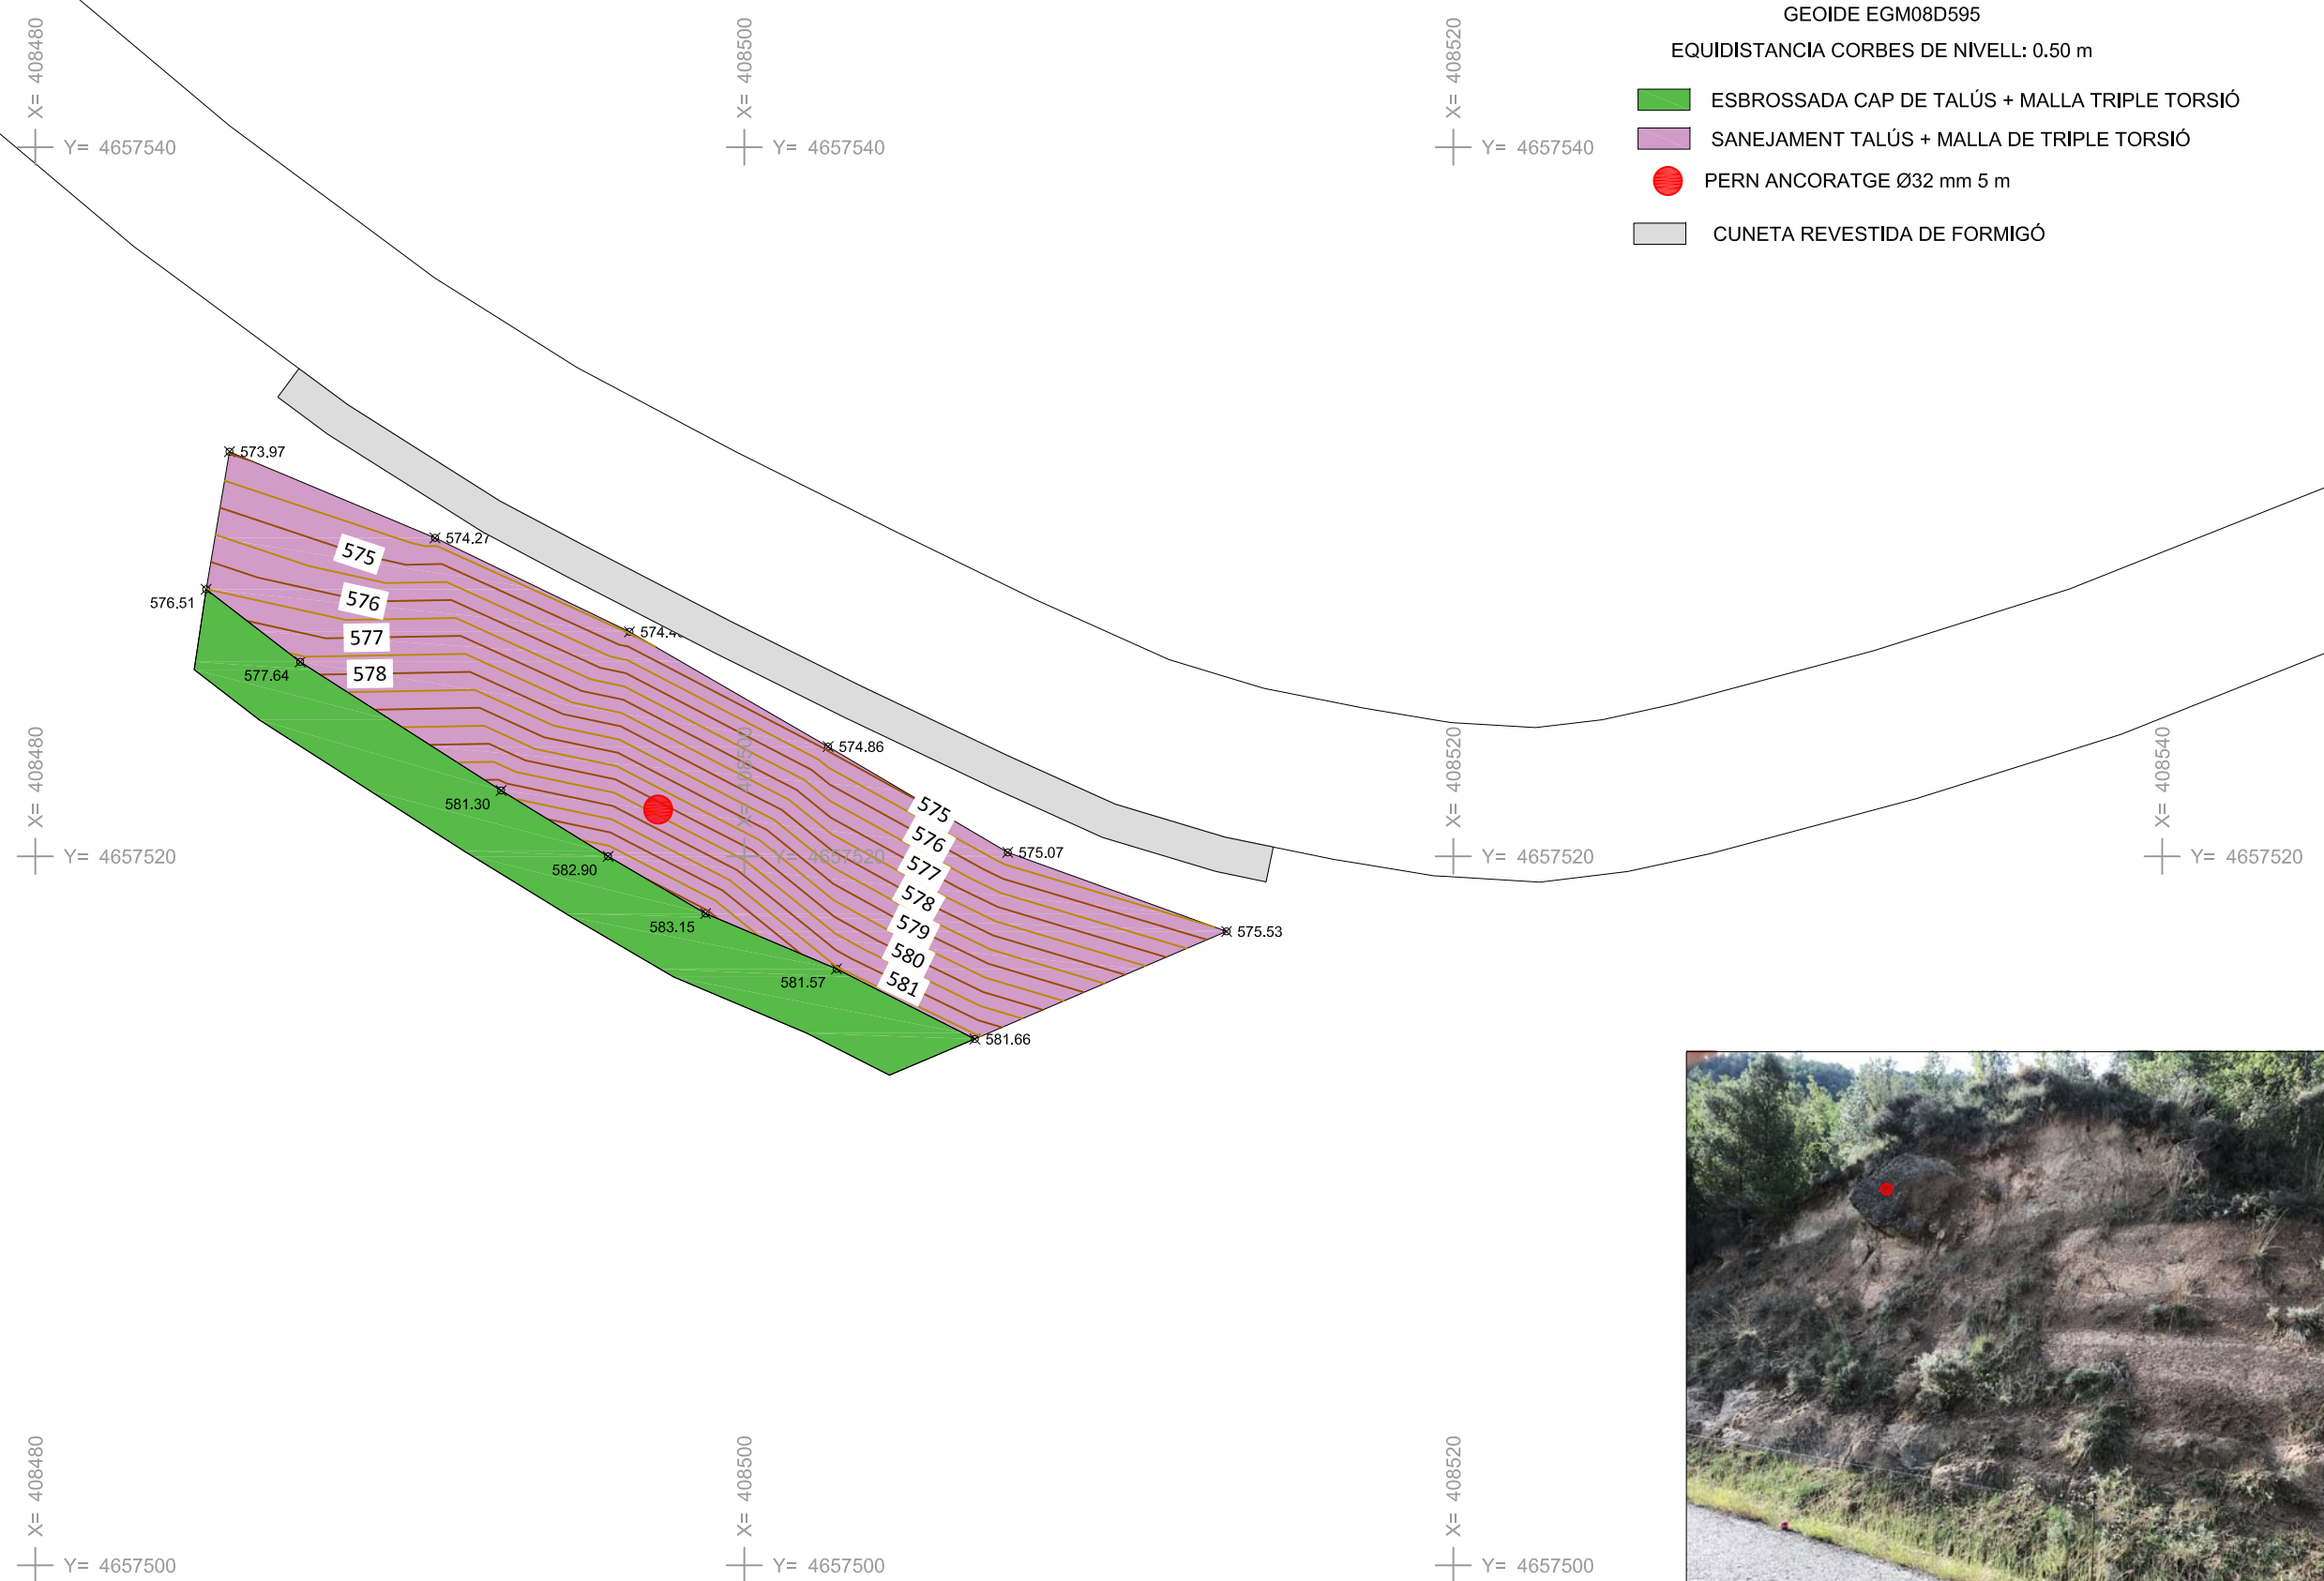 GEOIDE EGM08D595
EQUIDISTANCIA CORBES DE NIVELL: 0.50 m
ESBROSSADA CAP DE TALÚS + MALLA TRIPLE TORSIÓ
SANEJAMENT TALÚS + MALLA DE TRIPLE TORSIÓ
PERN ANCORATGE Ø32 mm 5 m
CUNETA REVESTIDA DE FORMIGÓ
X= 408480
Y= 4657540
X= 408500
Y= 4657540
X= 408520
Y= 4657540
573.97
574.27
575
576.51
576
577
574.4
577.64
578
574.86
581.30
575
576
577
578
579
580
581
575.07
582.90
583.15
575.53
581.57
581.66
X= 408480
Y= 4657520
X= 408500
Y= 4657520
X= 408520
Y= 4657520
X= 408540
Y= 4657520
X= 408480
Y= 4657500
X= 408500
Y= 4657500
X= 408520
Y= 4657500